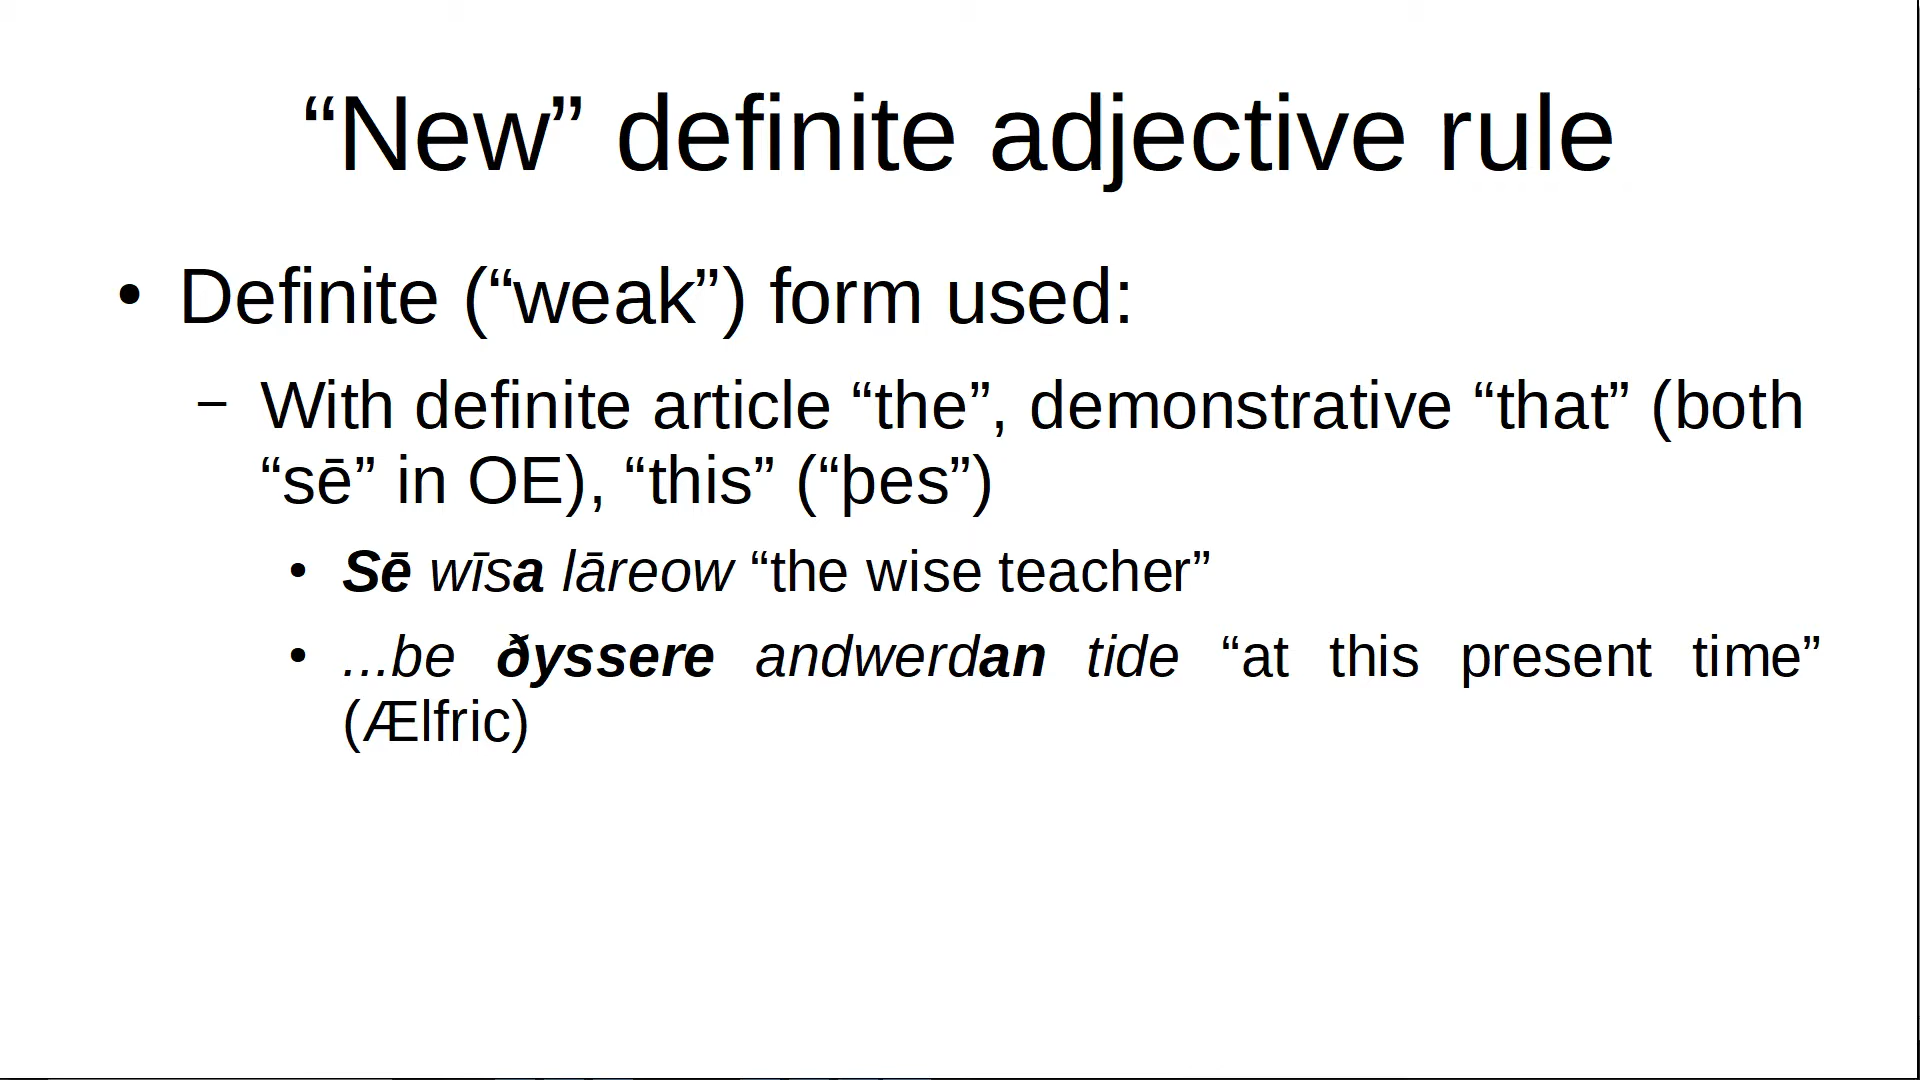 “New” definite adjective rule
• Definite (“weak”) form used:
– With definite article “the”, demonstrative “that” (both
“sē” in OE), “this” (“þes”)
• Sē wīsa lāreow “the wise teacher”
• ...be ðyssere andwerdan tide “at this present time”
(Ælfric)